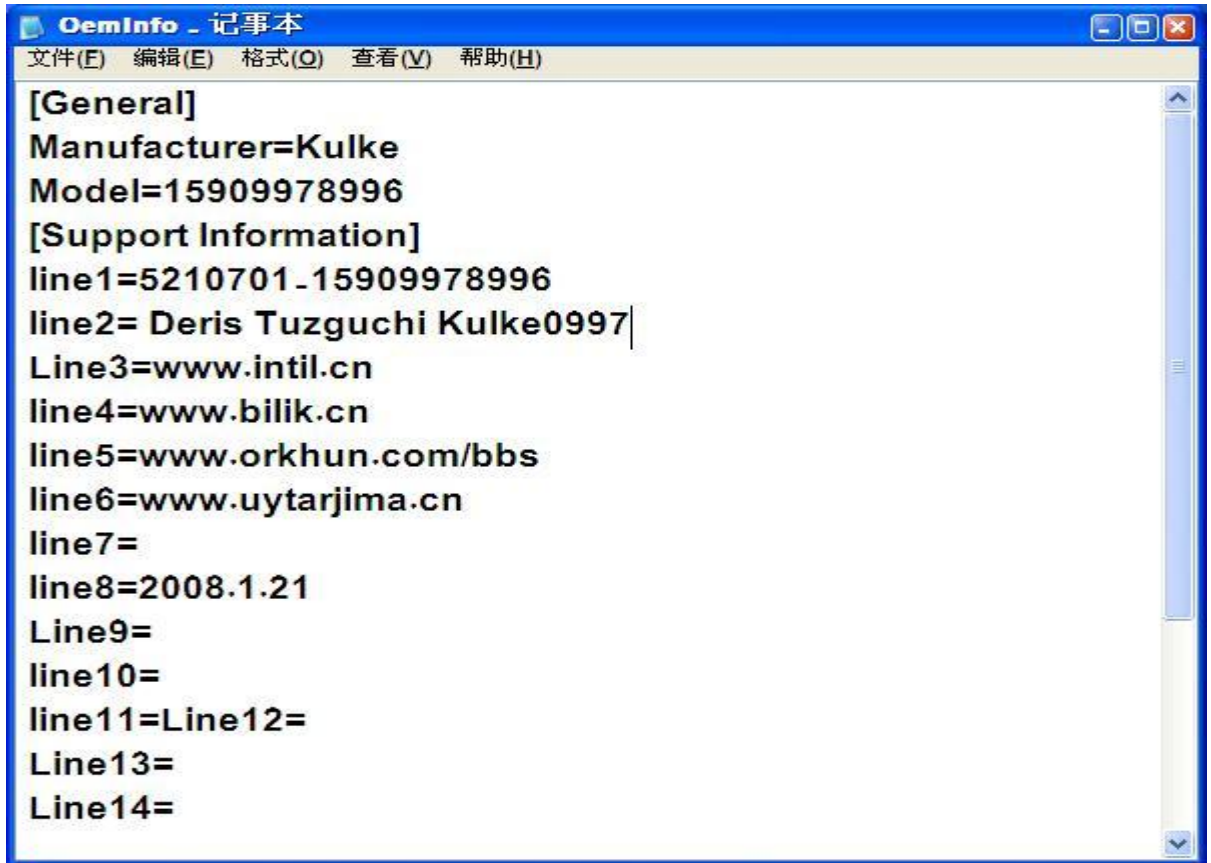 OemInfo - 记事本
文件(F) 编辑(E) 格式(O) 查看(V) 帮助(H)
[General]
Manufacturer=Kulke
Model=15909978996
[Support Information]
line1=5210701-15909978996
line2= Deris Tuzguchi Kulke0997
Line3=www.intil.cn
line4=www.bilik.cn
line5=www.orkhun.com/bbs
line6=www.uytarjima.cn
line7=
line8=2008.1.21
Line9=
line10=
line11=Line12=
Line13=
Line14=